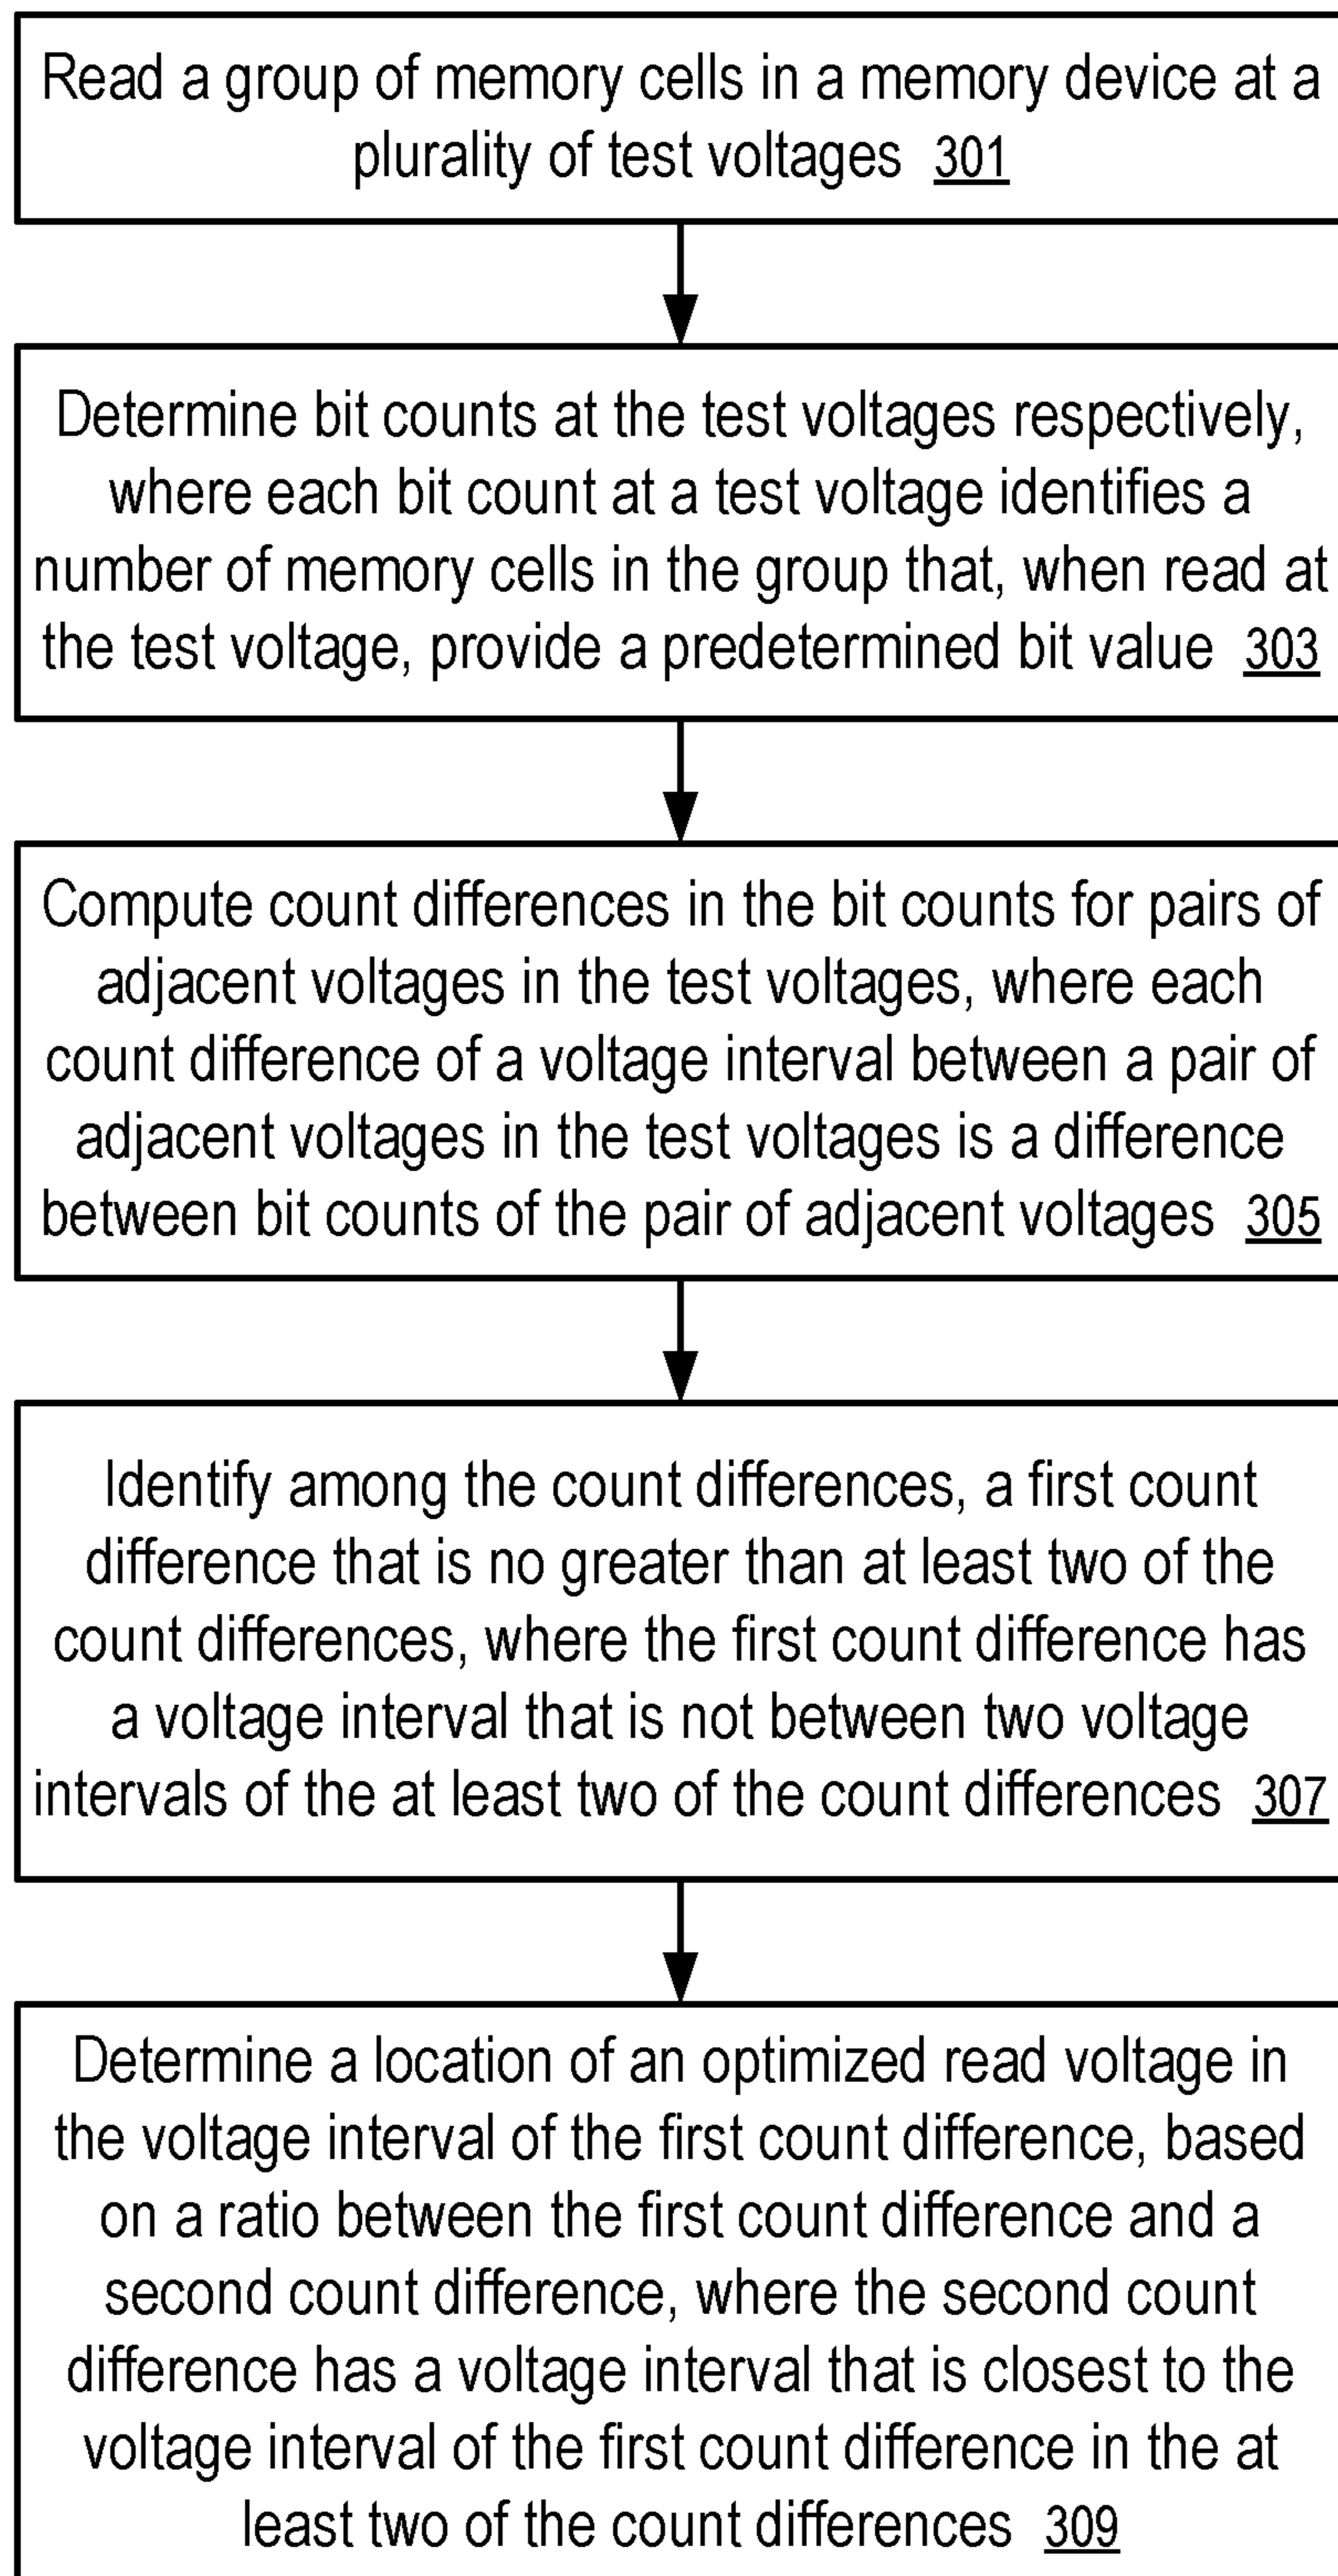 Read a group of memory cells in a memory device at a
plurality of test voltages 301
Determine bit counts at the test voltages respectively,
where each bit count at a test voltage identifies a
number of memory cells in the group that, when read at
the test voltage, provide a predetermined bit value 303
Compute count differences in the bit counts for pairs of
adjacent voltages in the test voltages, where each
count difference of a voltage interval between a pair of
adjacent voltages in the test voltages is a difference
between bit counts of the pair of adjacent voltages 305
Identify among the count differences, a first count
difference that is no greater than at least two of the
count differences, where the first count difference has
a voltage interval that is not between two voltage
intervals of the at least two of the count differences 307
Determine a location of an optimized read voltage in
the voltage interval of the first count difference, based
on a ratio between the first count difference and a
second count difference, where the second count
difference has a voltage interval that is closest to the
voltage interval of the first count difference in the at
least two of the count differences 309